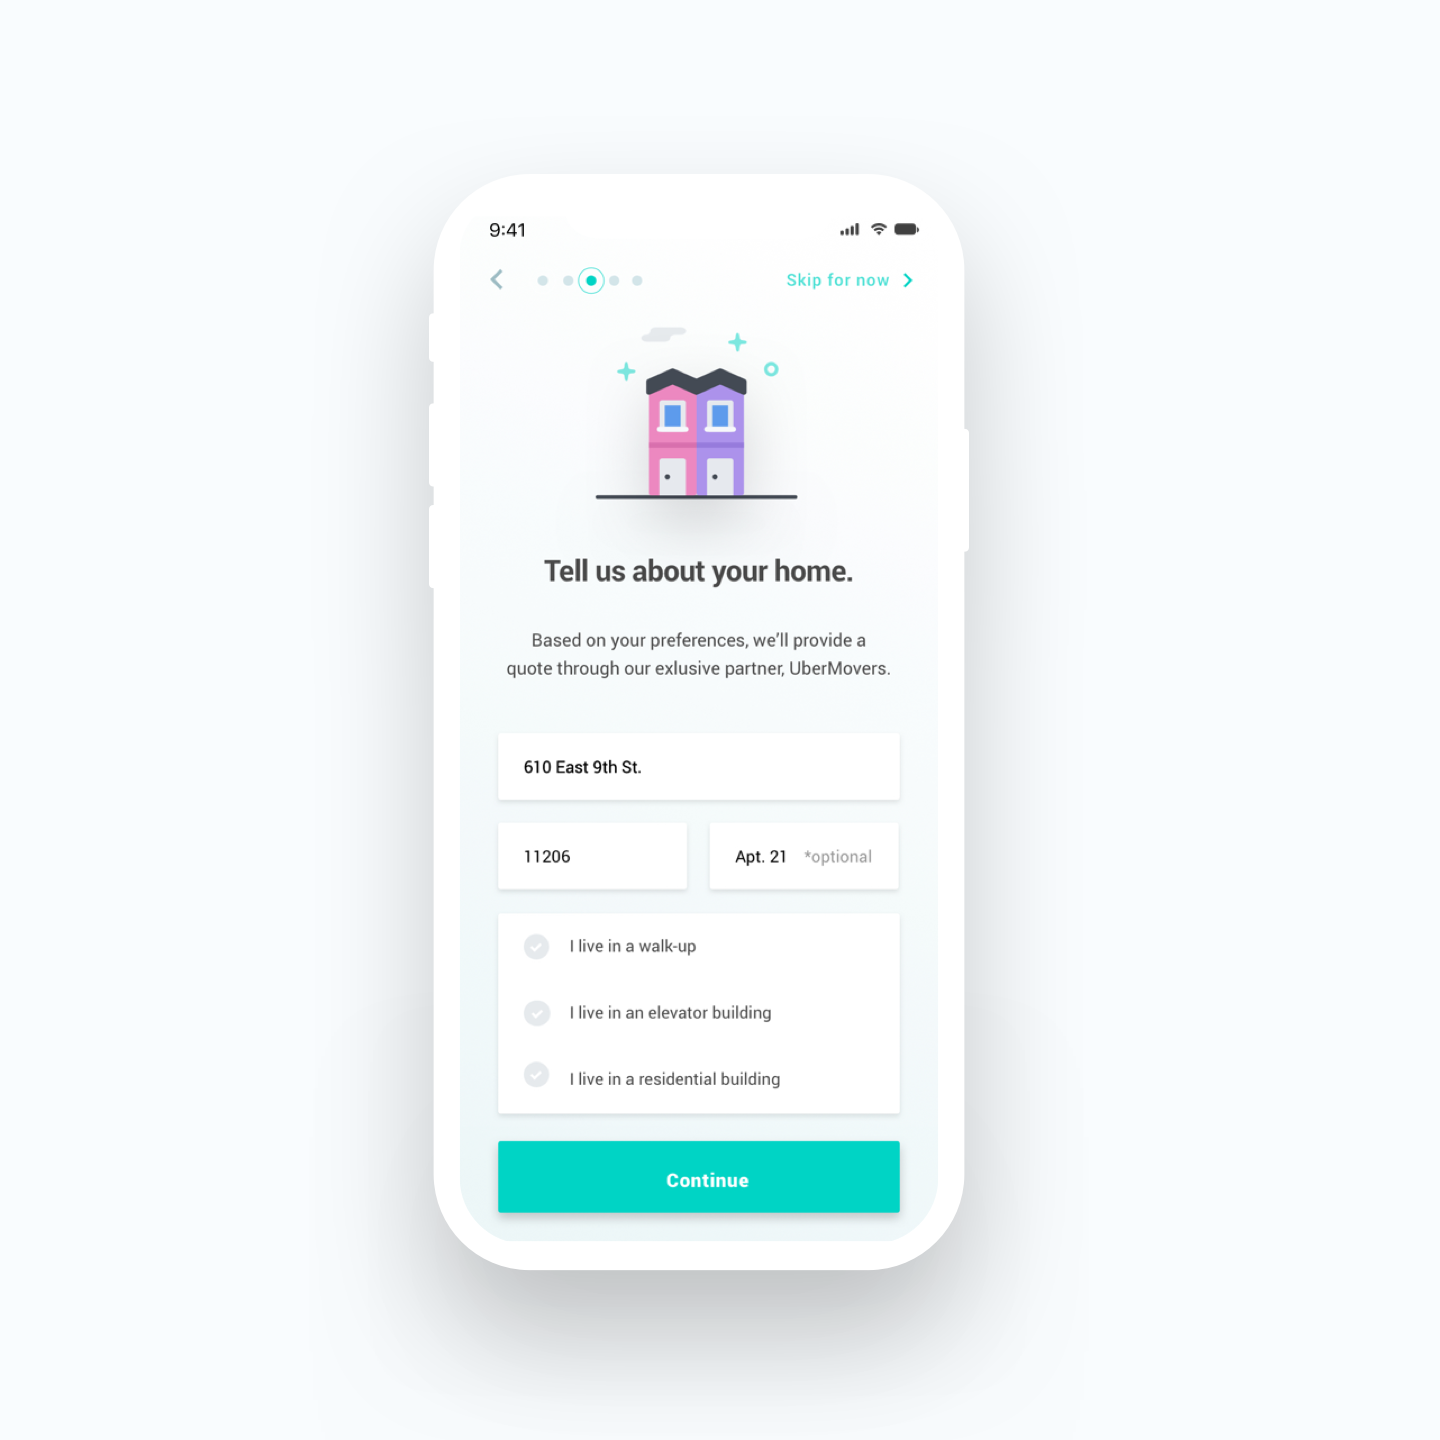 9:41
Skip for now
Tell us about your home.
Based on your preferences, we’ll provide a
quote through our exlusive partner, UberMovers.
610 East 9th St.
11206
Apt. 21 *optional
I live in a walk-up
I live in an elevator building
I live in a residential building
Continue